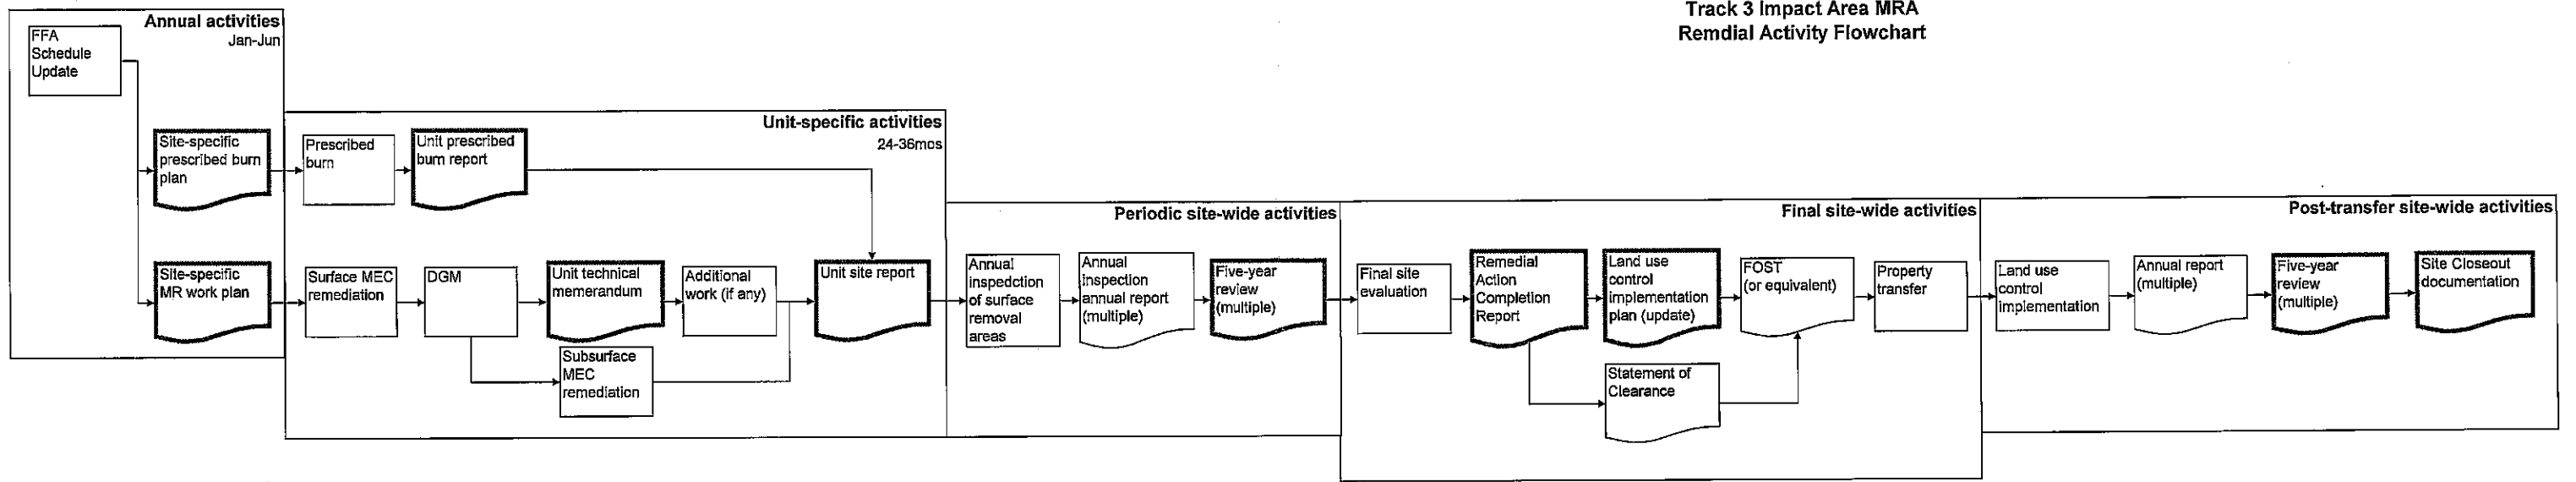 Track 3 Impact Area MRA
Remdial Activity Flowchart
Annual activities
Jan-Jun
FFA
Schedule
Update
Site-specific
prescribed burn
plan
Site-specific
MR work plan
Unit-specific activities
24-36mos
Prescribed
burn
Unit prescribed
burn report
Surface MEC
remediation
DGM
Unit technical
memorandum
Additional
work (if any)
Unit site report
Subsurface
MEC
remediation
Periodic site-wide activities
Annual
inspedction
of surface
removal
areas
Annual
inspection
annual report
(multiple)
Five-year
review
(multiple)
Final site-wide activities
Final site
evaluation
Remedial
Action
Completion
Report
Land use
control
implementation
plan (update)
FOST
(or equivalent)
Property
transfer
Statement of
Clearance
Post-transfer site-wide activities
Land use
control
implementation
Annual report
(multiple)
Five-year
review
(multiple)
Site Closeout
documentation